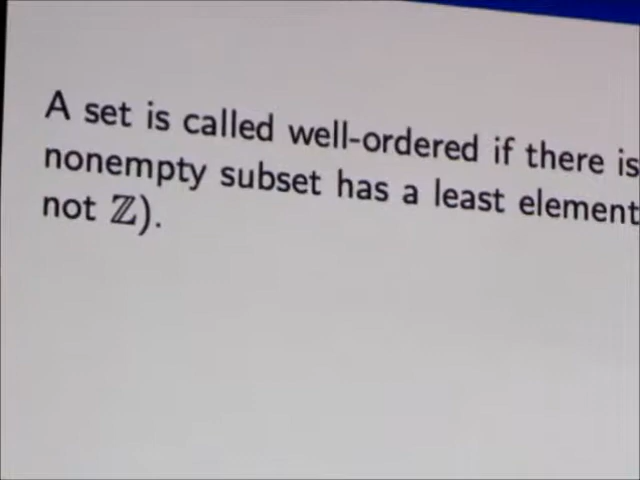 A set is called well-ordered if there is
nonempty subset has a least element
not ℤ).